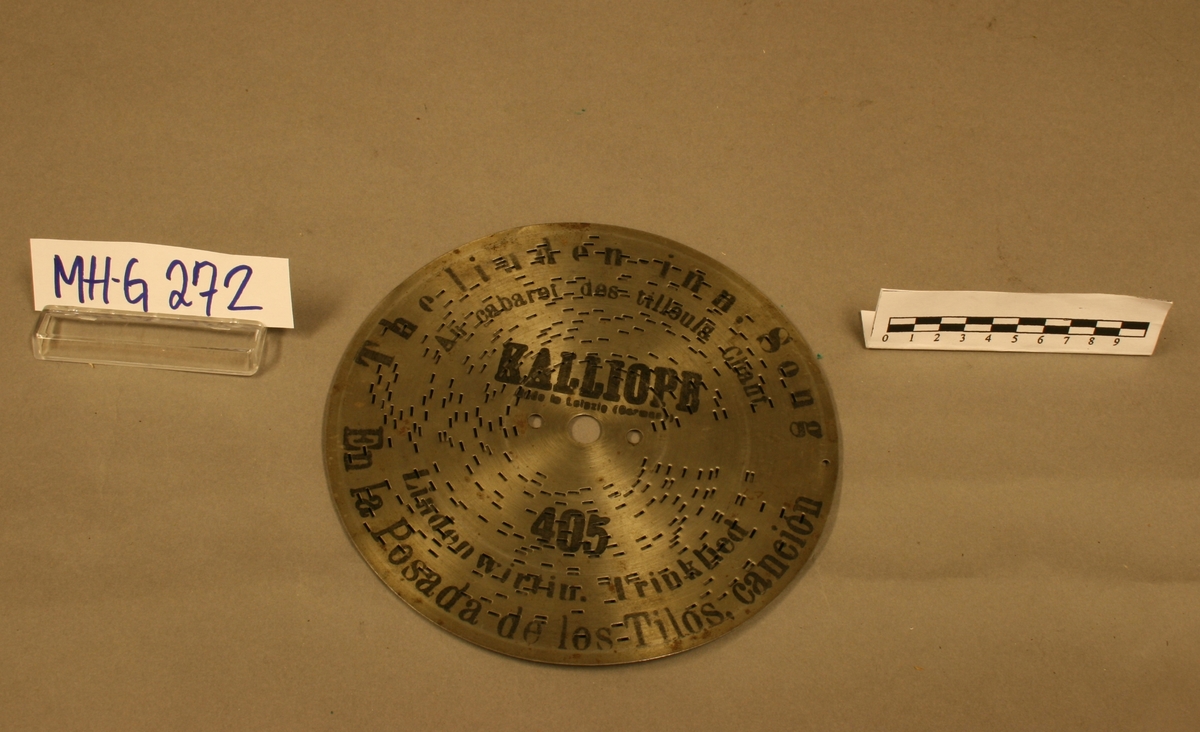 MH-G 272
The linden-inn. Song
Au cabaret des tilleuls Chant
KALLIOPE
Made in Leipzig (Germany)
405
Lindenwirtin. Trinklied
En la Posada de los Tilos, canción
0 1 2 3 4 5 6 7 8 9